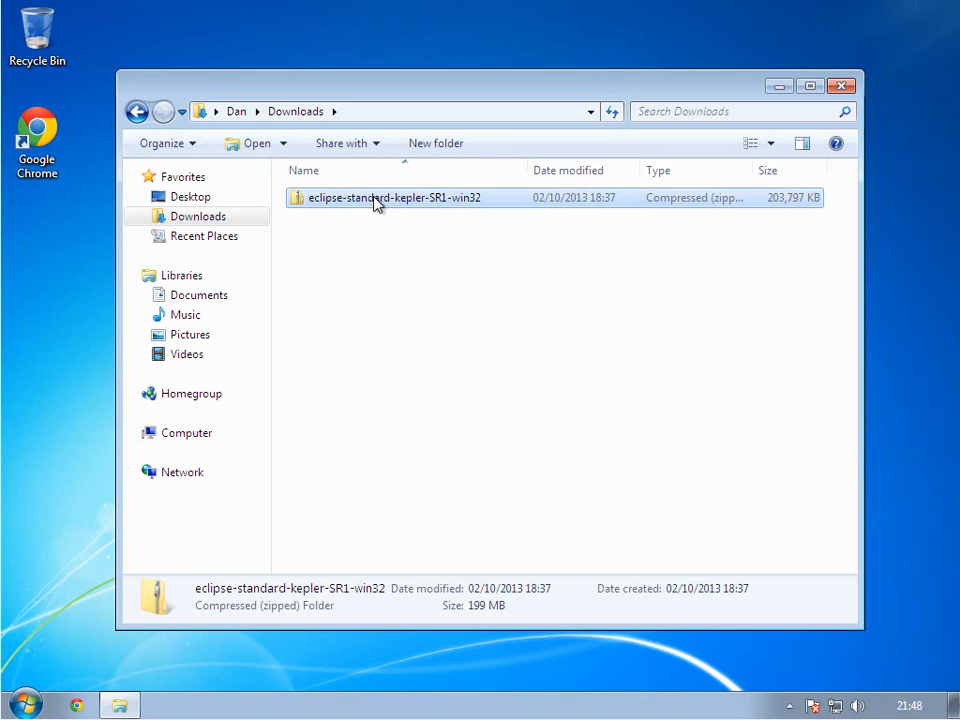 Recycle Bin
Google
Chrome
Dan
Downloads
Search Downloads
Organize
Open
Share with
New folder
Name
Date modified
Type
Size
Favorites
Desktop
Downloads
Recent Places
Libraries
Documents
Music
Pictures
Videos
Homegroup
Computer
Network
eclipse-standard-kepler-SR1-win32
02/10/2013 18:37
Compressed (zipp...
203,797 KB
eclipse-standard-kepler-SR1-win32 Date modified: 02/10/2013 18:37 Date created: 02/10/2013 18:37
Compressed (zipped) Folder Size: 199 MB
21:48